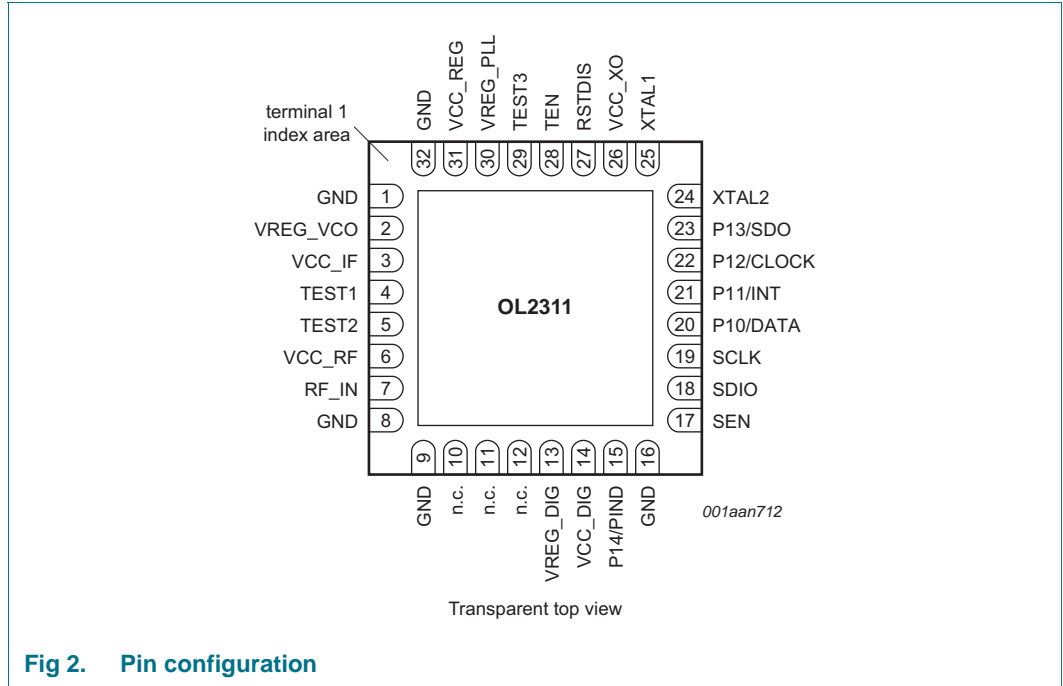 GND
VCC_REG
VREG_PLL
TEST3
TEN
RSTDIS
VCC_XO
XTAL1
terminal 1
index area
32
31
30
29
28
27
26
25
GND 1
VREG_VCO 2
VCC_IF 3
TEST1 4
TEST2 5
VCC_RF 6
RF_IN 7
GND 8
OL2311
24 XTAL2
23 P13/SDO
22 P12/CLOCK
21 P11/INT
20 P10/DATA
19 SCLK
18 SDIO
17 SEN
9
10
11
12
13
14
15
16
GND
n.c.
n.c.
n.c.
VREG_DIG
VCC_DIG
P14/PIND
GND
001aan712
Transparent top view
Fig 2. Pin configuration